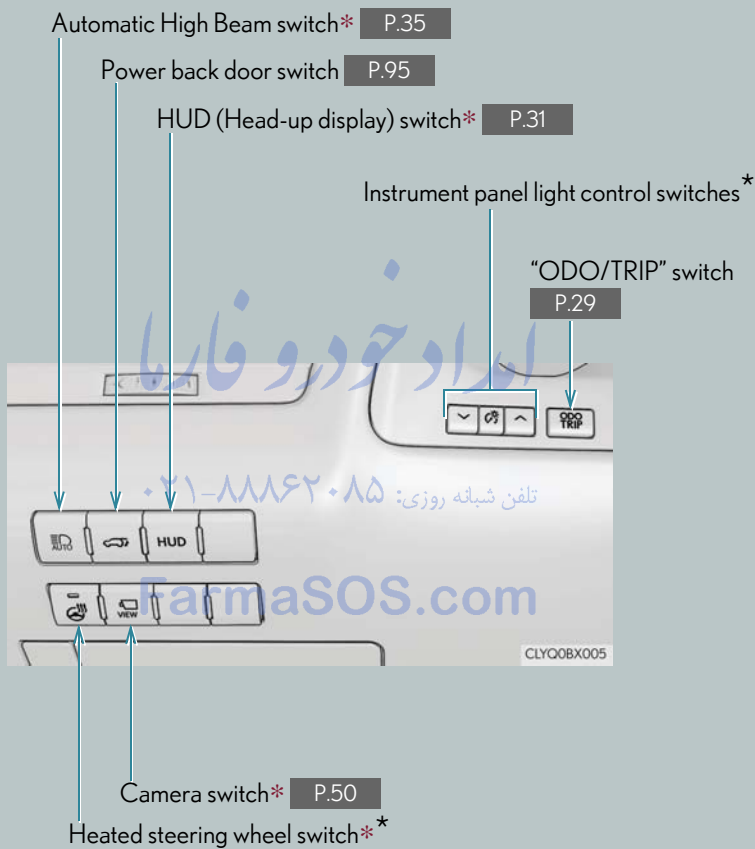 Automatic High Beam switch* P.35
Power back door switch P.95
HUD (Head-up display) switch* P.31
Instrument panel light control switches*
“ODO/TRIP” switch
P.29
امداد خودرو فارما
ODO
TRIP
تلفن شبانه روزی: ۸۸۸۶۲۰۸۵-۰۲۱
AUTO
HUD
VIEW
FarmaSOS.com
CLYQ0BX005
Camera switch* P.50
Heated steering wheel switch**